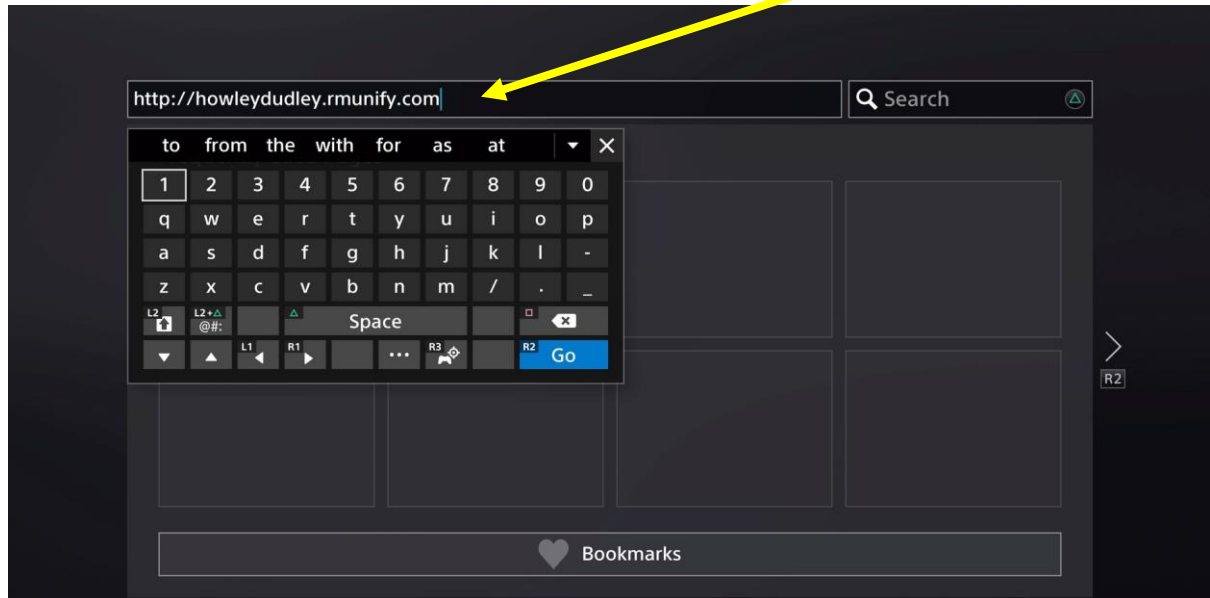 http://howleydudley.rmunify.com
Search
to from the with for as at
1 2 3 4 5 6 7 8 9 0
q w e r t y u i o p
a s d f g h j k l -
z x c v b n m / . _
L2 L2+△ @#: △ Space □
L1 R1 ... R3 R2 Go
R2
Bookmarks